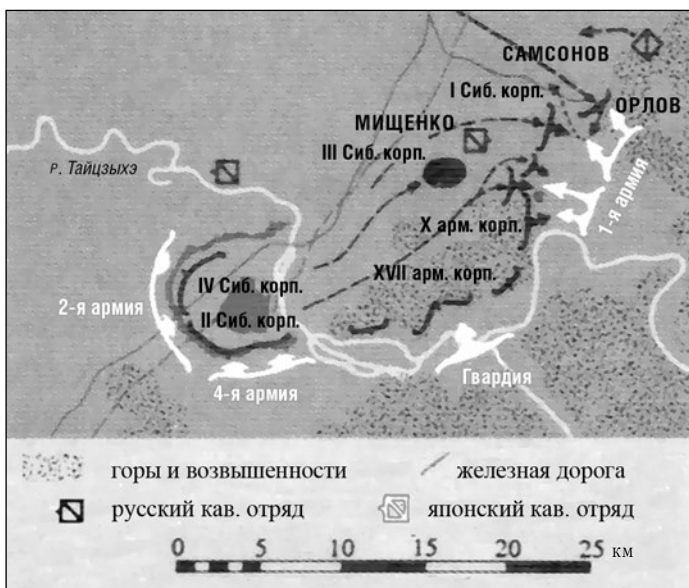 САМСОНОВ
I Сиб. корп.
ОРЛОВ
МИЩЕНКО
III Сиб. корп.
р. Тайцзыхэ
1-я армия
X арм. корп.
XVII арм. корп.
IV Сиб. корп.
2-я армия
II Сиб. корп.
Гвардия
4-я армия
горы и возвышенности
железная дорога
русский кав. отряд
японский кав. отряд
0 5 10 15 20 25 км